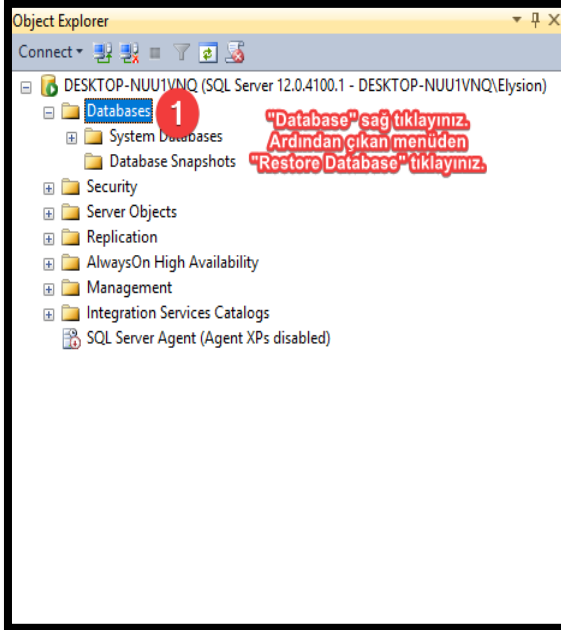 Object Explorer
Connect
DESKTOP-NUU1VNQ (SQL Server 12.0.4100.1 - DESKTOP-NUU1VNQ\Elysion)
Databases 1
"Database" sağ tıklayınız.
System Databases
Ardından çıkan menüden
Database Snapshots
"Restore Database" tıklayınız.
Security
Server Objects
Replication
AlwaysOn High Availability
Management
Integration Services Catalogs
SQL Server Agent (Agent XPs disabled)